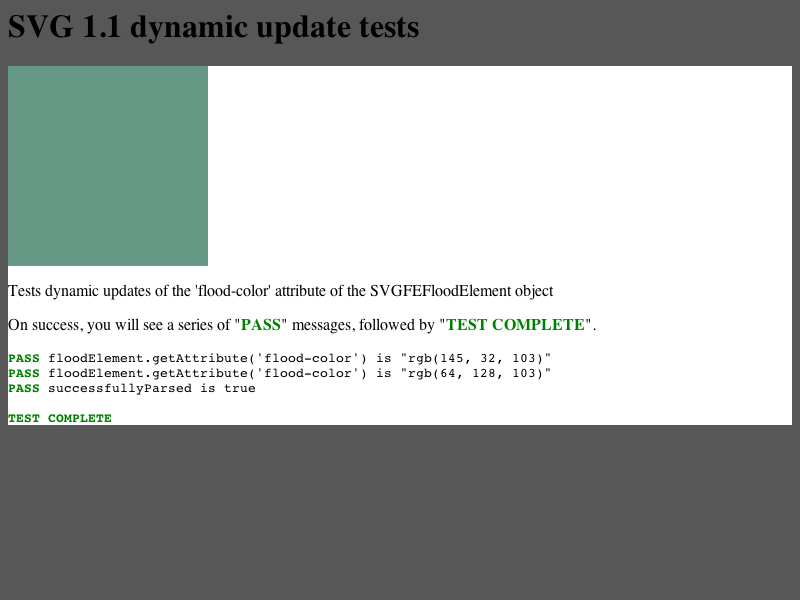 SVG 1.1 dynamic update tests
Tests dynamic updates of the 'flood-color' attribute of the SVGFEFloodElement object
On success, you will see a series of "PASS" messages, followed by "TEST COMPLETE".
PASS floodElement.getAttribute('flood-color') is "rgb(145, 32, 103)"
PASS floodElement.getAttribute('flood-color') is "rgb(64, 128, 103)"
PASS successfullyParsed is true
TEST COMPLETE